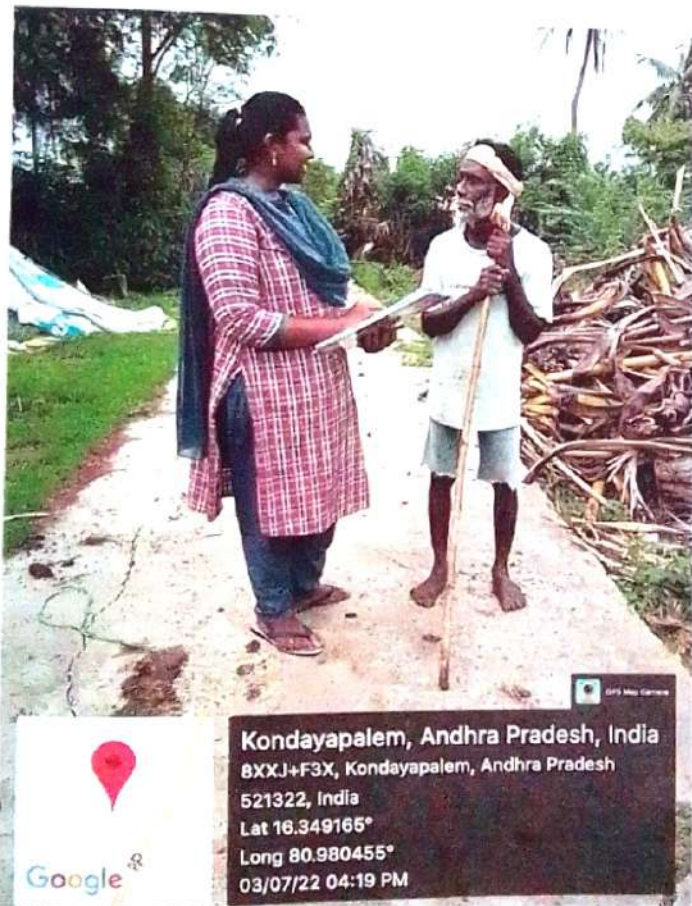 GPS Map Camera
Kondayapalem, Andhra Pradesh, India
8XXJ+F3X, Kondayapalem, Andhra Pradesh
521322, India
Lat 16.349165°
Long 80.980455°
03/07/22 04:19 PM
Google